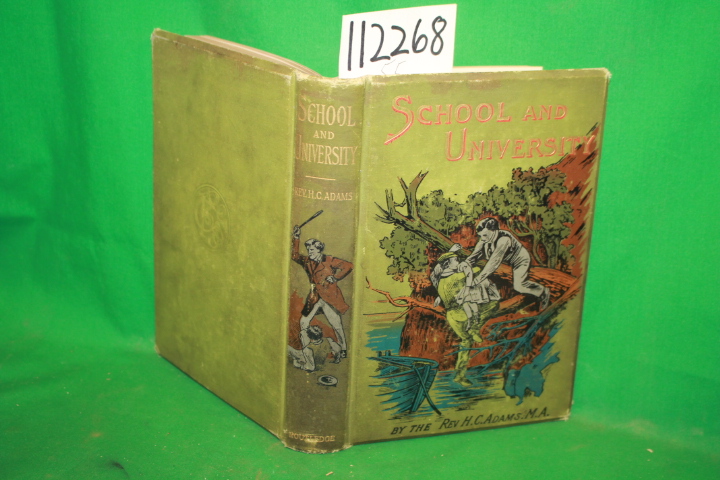 112268
SCHOOL
AND
UNIVERSITY
REV. H. C. ADAMS
ROUTLEDGE
SCHOOL AND
UNIVERSITY
BY THE REV H. C. ADAMS. M.A.